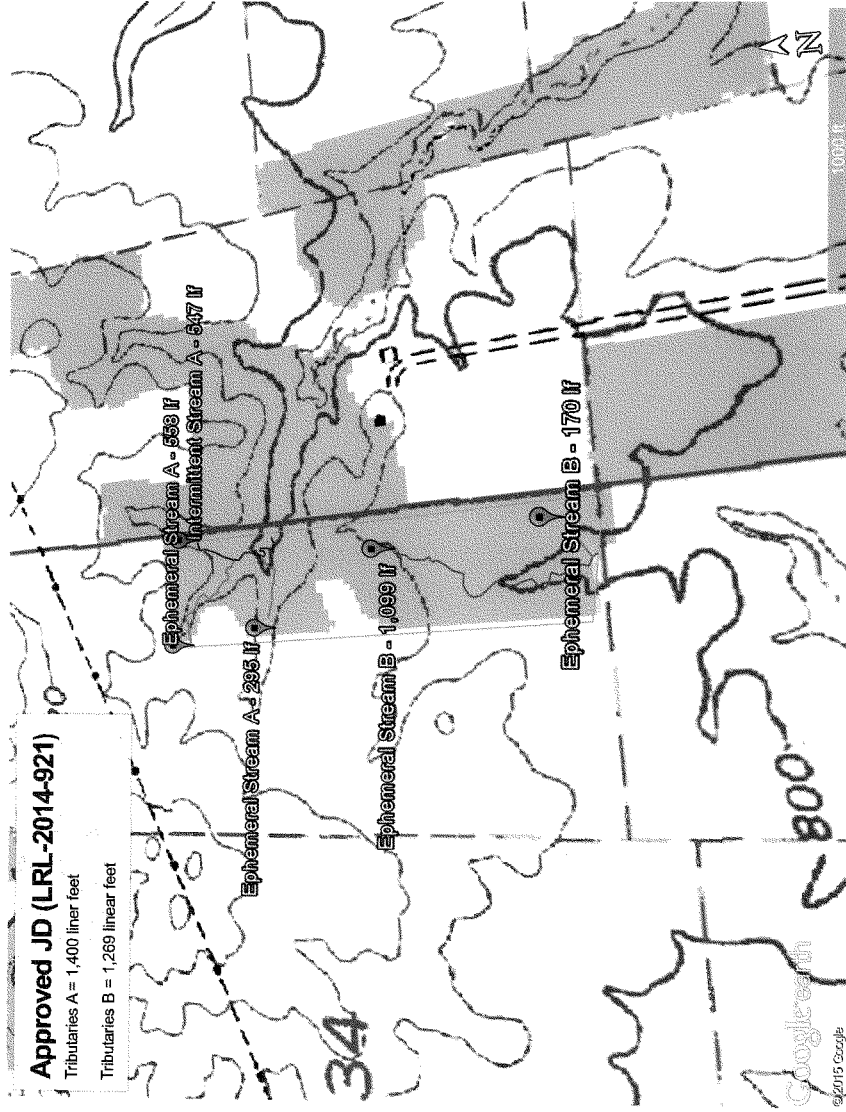 Approved JD (LRL-2014-921)
Tributaries A = 1,400 liner feet
Tributaries B = 1,269 linear feet
Ephemeral Stream A - 558 lf
Intermittent Stream A - 547 lf
Ephemeral Stream A - 295 lf
Ephemeral Stream B - 1,099 lf
Ephemeral Stream B - 170 lf
34
800
N
1000 ft
Google earth
©2015 Google